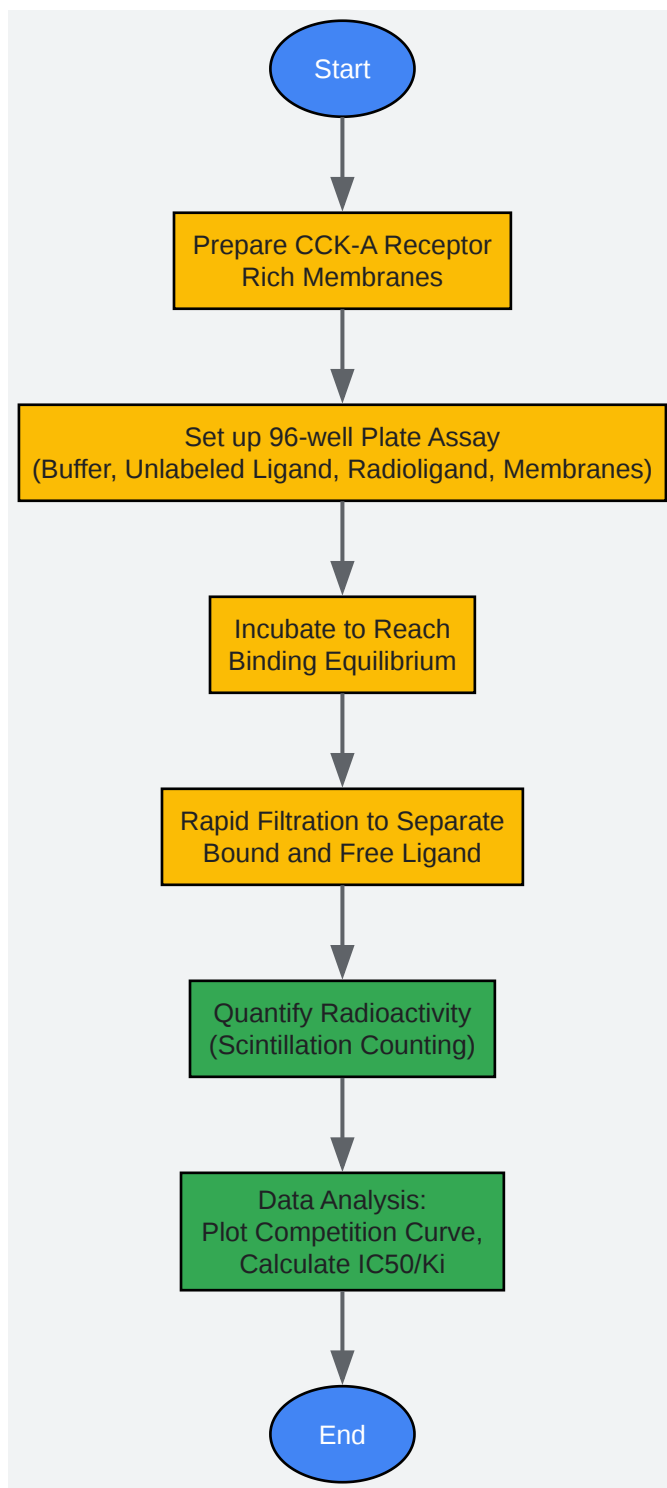 Start
Prepare CCK-A Receptor
Rich Membranes
Set up 96-well Plate Assay
(Buffer, Unlabeled Ligand, Radioligand, Membranes)
Incubate to Reach
Binding Equilibrium
Rapid Filtration to Separate
Bound and Free Ligand
Quantify Radioactivity
(Scintillation Counting)
Data Analysis:
Plot Competition Curve,
Calculate IC50/Ki
End